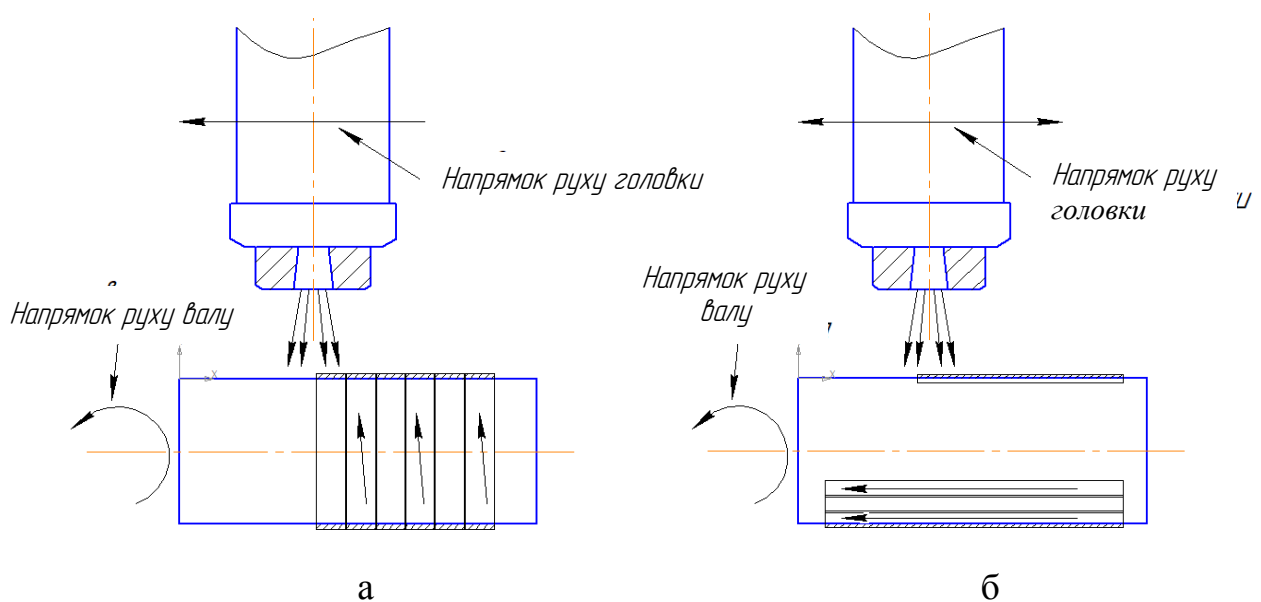 Напрямок руху головки
Напрямок руху валу
x
а
Напрямок руху
головки
Напрямок руху
валу
x
б